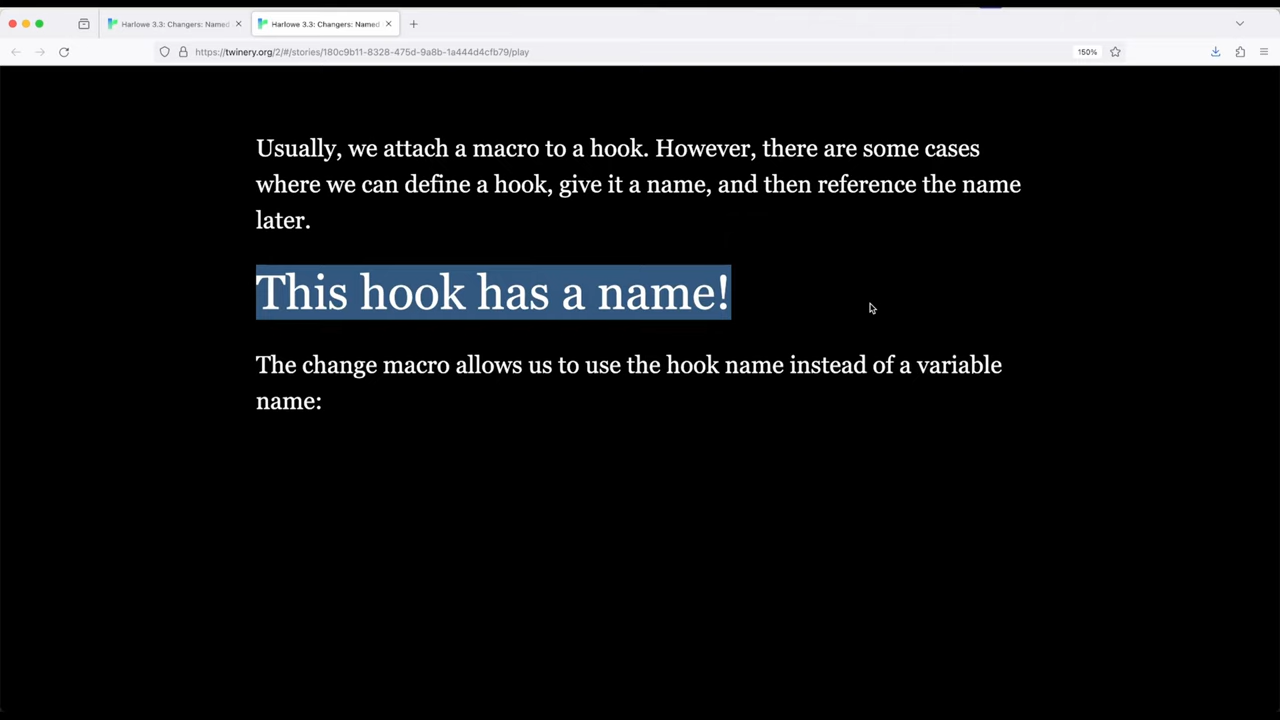 Harlowe 3.3: Changers: Named
Harlowe 3.3: Changers: Named
https://twinery.org/2/#/stories/180c9b11-8328-475d-9a8b-1a444d4cfb79/play
150%
Usually, we attach a macro to a hook. However, there are some cases
where we can define a hook, give it a name, and then reference the name
later.
This hook has a name!
The change macro allows us to use the hook name instead of a variable
name: